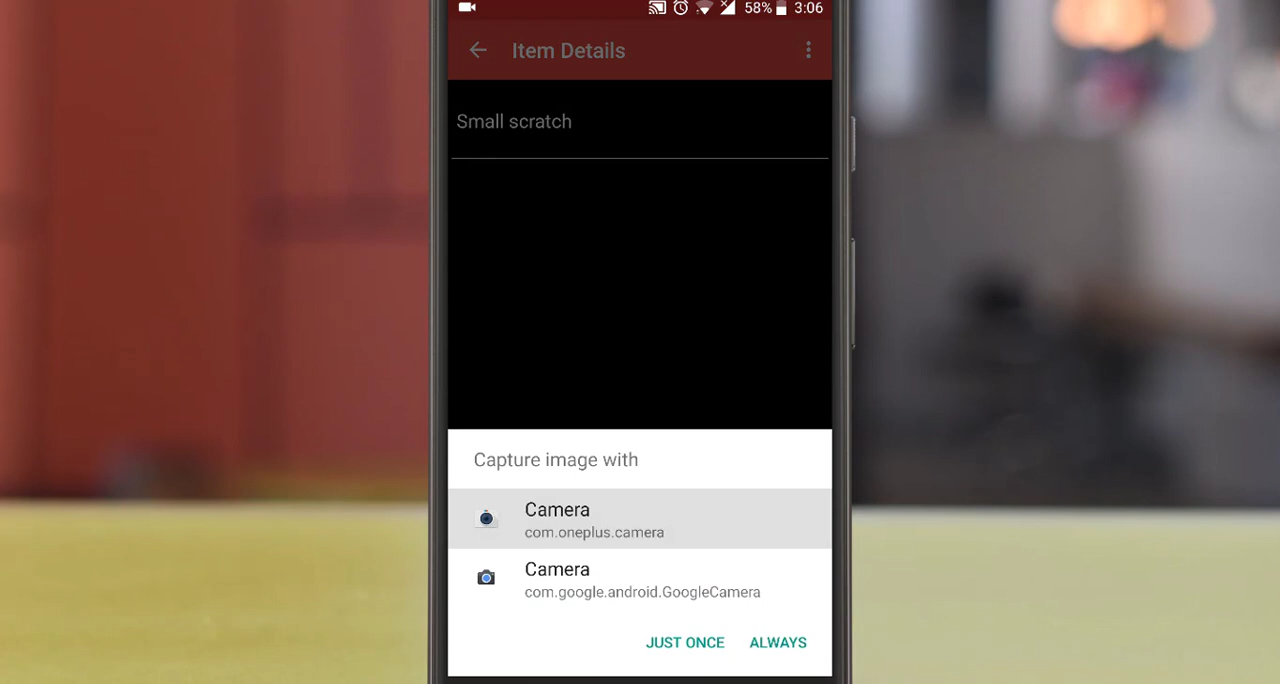 58% 3:06
Item Details
Small scratch
Capture image with
Camera
com.oneplus.camera
Camera
com.google.android.GoogleCamera
JUST ONCE ALWAYS